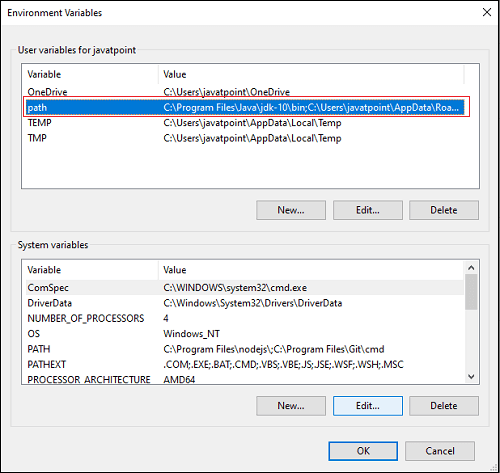 Environment Variables
User variables for javatpoint
Variable Value
OneDrive C:\Users\javatpoint\OneDrive
path C:\Program Files\Java\jdk-10\bin;C:\Users\javatpoint\AppData\Roa...
TEMP C:\Users\javatpoint\AppData\Local\Temp
TMP C:\Users\javatpoint\AppData\Local\Temp
New... Edit... Delete
System variables
Variable Value
ComSpec C:\WINDOWS\system32\cmd.exe
DriverData C:\Windows\System32\Drivers\DriverData
NUMBER_OF_PROCESSORS 4
OS Windows_NT
PATH C:\Program Files\nodejs\;C:\Program Files\Git\cmd
PATHEXT .COM;.EXE;.BAT;.CMD;.VBS;.VBE;.JS;.JSE;.WSF;.WSH;.MSC
PROCESSOR_ARCHITECTURE AMD64
New... Edit... Delete
OK Cancel